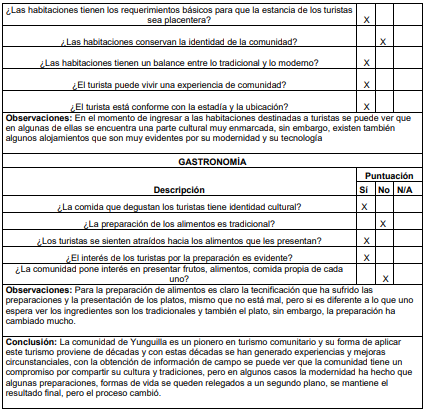 ¿Las habitaciones tienen los requerimientos básicos para que la estancia de los turistas
sea placentera? X
¿Las habitaciones conservan la identidad de la comunidad? X
¿Las habitaciones tienen un balance entre lo tradicional y lo moderno? X
¿El turista puede vivir una experiencia de comunidad? X
¿El turista está conforme con la estadía y la ubicación? X
Observaciones: En el momento de ingresar a las habitaciones destinadas a turistas se puede ver que
en algunas de ellas se encuentra una parte cultural muy enmarcada, sin embargo, existen también
algunos alojamientos que son muy evidentes por su modernidad y su tecnología
GASTRONOMÍA
Puntuación
Descripción Sí No N/A
¿La comida que degustan los turistas tiene identidad cultural? X
¿La preparación de los alimentos es tradicional? X
¿Los turistas se sienten atraídos hacia los alimentos que les presentan? X
¿El interés de los turistas por la preparación es evidente? X
¿La comunidad pone interés en presentar frutos, alimentos, comida propia de cada
uno? X
Observaciones: Para la preparación de alimentos es claro la tecnificación que ha sufrido las
preparaciones y la presentación de los platos, mismo que no está mal, pero si es diferente a lo que uno
espera ver los ingredientes son los tradicionales y también el plato, sin embargo, la preparación ha
cambiado mucho.
Conclusión: La comunidad de Yunguilla es un pionero en turismo comunitario y su forma de aplicar
este turismo proviene de décadas y con estas décadas se han generado experiencias y mejoras
circunstanciales, con la obtención de información de campo se puede ver que la comunidad tiene un
compromiso por compartir su cultura y tradiciones, pero en algunos casos la modernidad ha hecho que
algunas preparaciones, formas de vida se queden relegados a un segundo plano, se mantiene el
resultado final, pero el proceso cambió.